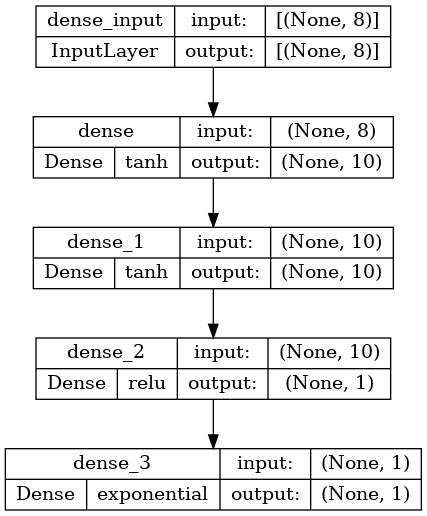 dense_input input: [(None, 8)]
InputLayer output: [(None, 8)]
dense input: (None, 8)
Dense tanh output: (None, 10)
dense_1 input: (None, 10)
Dense tanh output: (None, 10)
dense_2 input: (None, 10)
Dense relu output: (None, 1)
dense_3 input: (None, 1)
Dense exponential output: (None, 1)